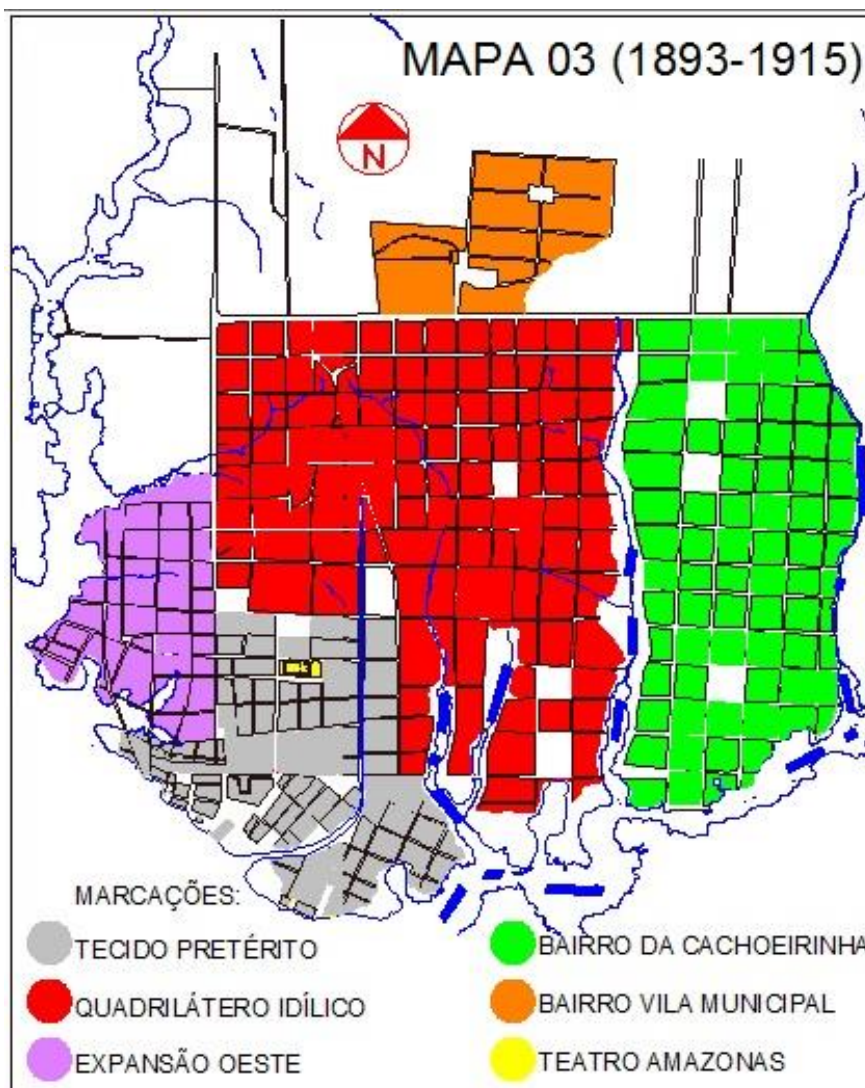 MAPA 03 (1893-1915)
N
MARCAÇÕES:
TECIDO PRETÉRITO
QUADRILÁTERO IDÍLICO
EXPANSÃO OESTE
BAIRRO DA CACHOEIRINHA
BAIRRO VILA MUNICIPAL
TEATRO AMAZONAS